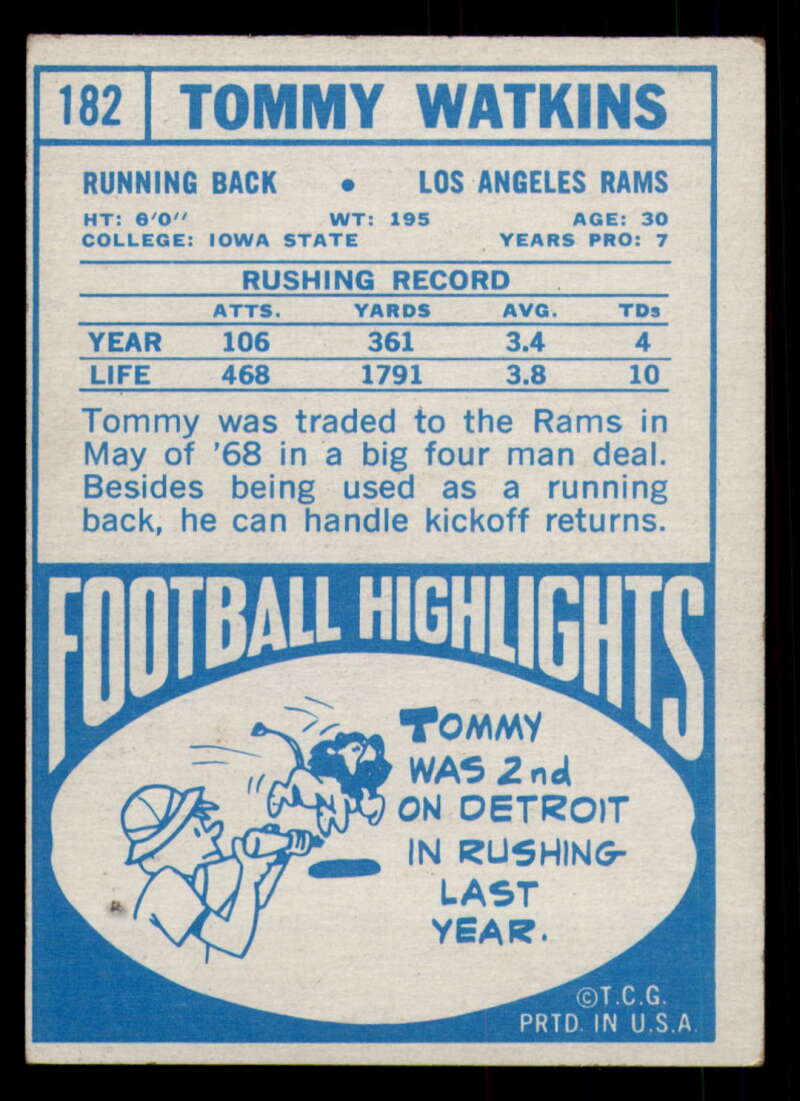 182 TOMMY WATKINS
RUNNING BACK • LOS ANGELES RAMS
HT: 6'0'' WT: 195 AGE: 30
COLLEGE: IOWA STATE YEARS PRO: 7
RUSHING RECORD
ATTS. YARDS AVG. TDs
YEAR 106 361 3.4 4
LIFE 468 1791 3.8 10
Tommy was traded to the Rams in
May of '68 in a big four man deal.
Besides being used as a running
back, he can handle kickoff returns.
FOOTBALL HIGHLIGHTS
TOMMY
WAS 2nd
ON DETROIT
IN RUSHING
LAST
YEAR.
©T.C.G.
PRTD. IN U.S.A.